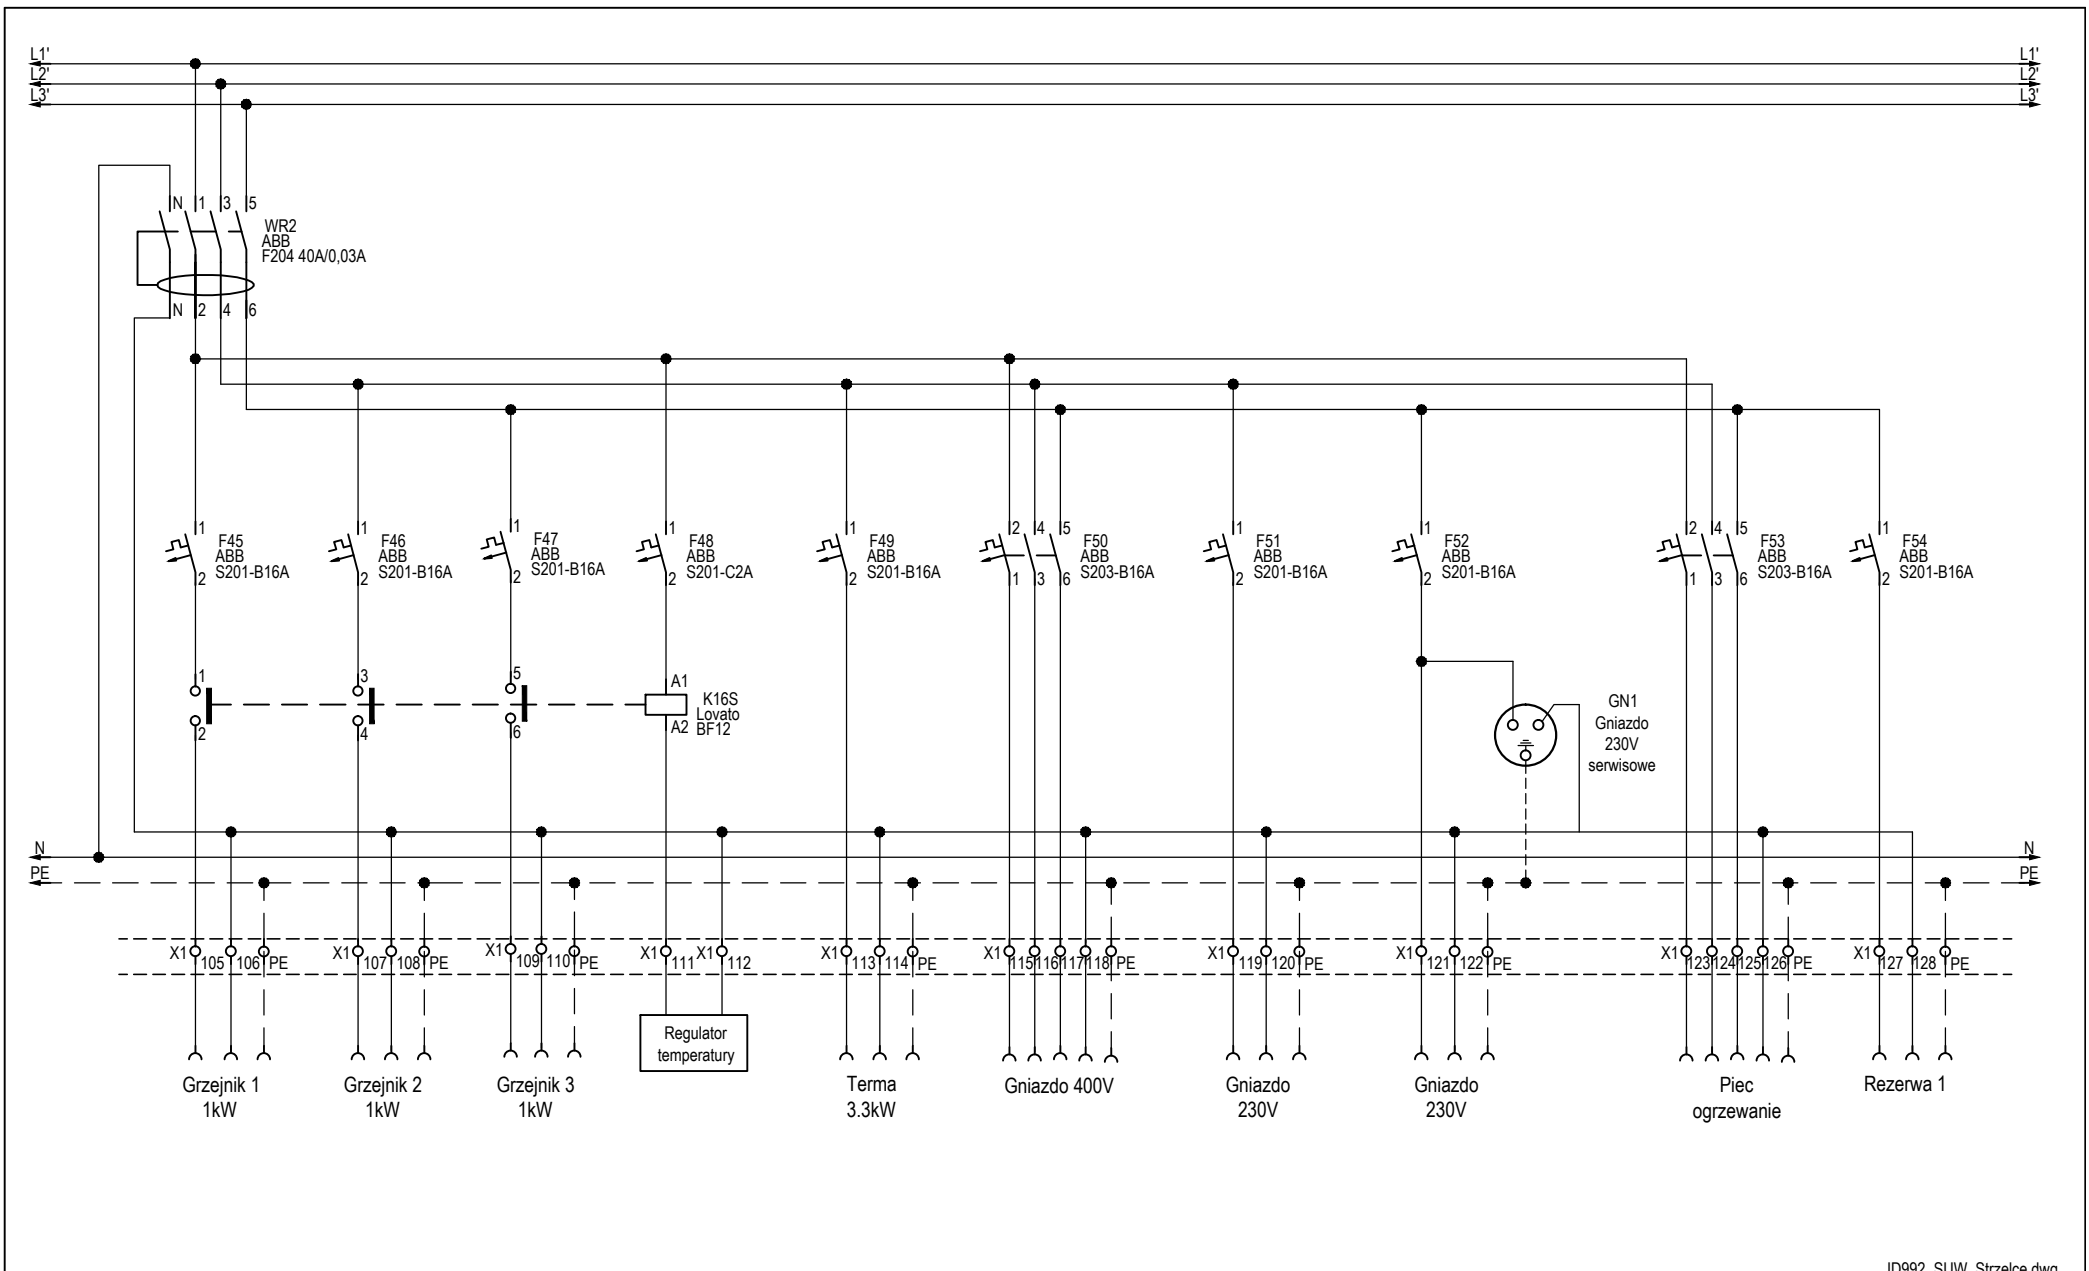 L1' L1'
L2' L2'
L3' L3'
N 1 3 5
WR2
ABB
F204 40A/0,03A
N 2 4 6
1 1 1 1 1 2 4 5 1 1 2 4 5 1
F45 F46 F47 F48 F49 F50 F51 F52 F53 F54
ABB ABB ABB ABB ABB ABB ABB ABB ABB ABB
S201-B16A S201-B16A S201-B16A S201-C2A S201-B16A S203-B16A S201-B16A S201-B16A S203-B16A S201-B16A
2 2 2 2 2 1 3 6 2 2 1 3 6 2
1 3 5 A1
K16S
Lovato
BF12
2 4 6 A2
GN1
Gniazdo
230V
serwisowe
N N
PE PE
X1 105 106 PE X1 107 108 PE X1 109 110 PE X1 111 X1 112 X1 113 114 PE X1 115 116 117 118 PE X1 119 120 PE X1 121 122 PE X1 123 124 125 126 PE X1 127 128 PE
Regulator
temperatury
Grzejnik 1
1kW
Grzejnik 2
1kW
Grzejnik 3
1kW
Terma
3.3kW
Gniazdo 400V
Gniazdo
230V
Gniazdo
230V
Piec
ogrzewanie
Rezerwa 1
ID992_SUW_Strzelce.dwg